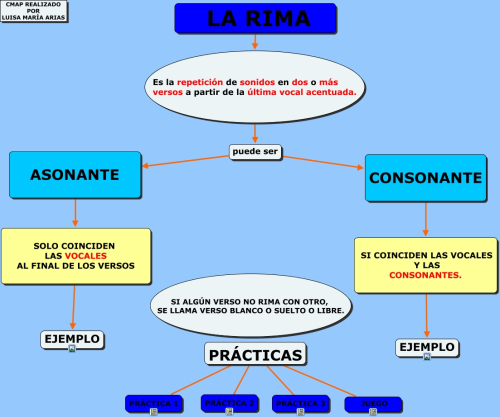 CMAP REALIZADO
POR
LUISA MARÍA ARIAS
LA RIMA
Es la repetición de sonidos en dos o más
versos a partir de la última vocal acentuada.
puede ser
ASONANTE
CONSONANTE
SOLO COINCIDEN
LAS VOCALES
AL FINAL DE LOS VERSOS
SI COINCIDEN LAS VOCALES
Y LAS
CONSONANTES.
SI ALGÚN VERSO NO RIMA CON OTRO,
SE LLAMA VERSO BLANCO O SUELTO O LIBRE.
EJEMPLO
EJEMPLO
PRÁCTICAS
PRÁCTICA 1
PRÁCTICA 2
PRÁCTICA 3
JUEGO